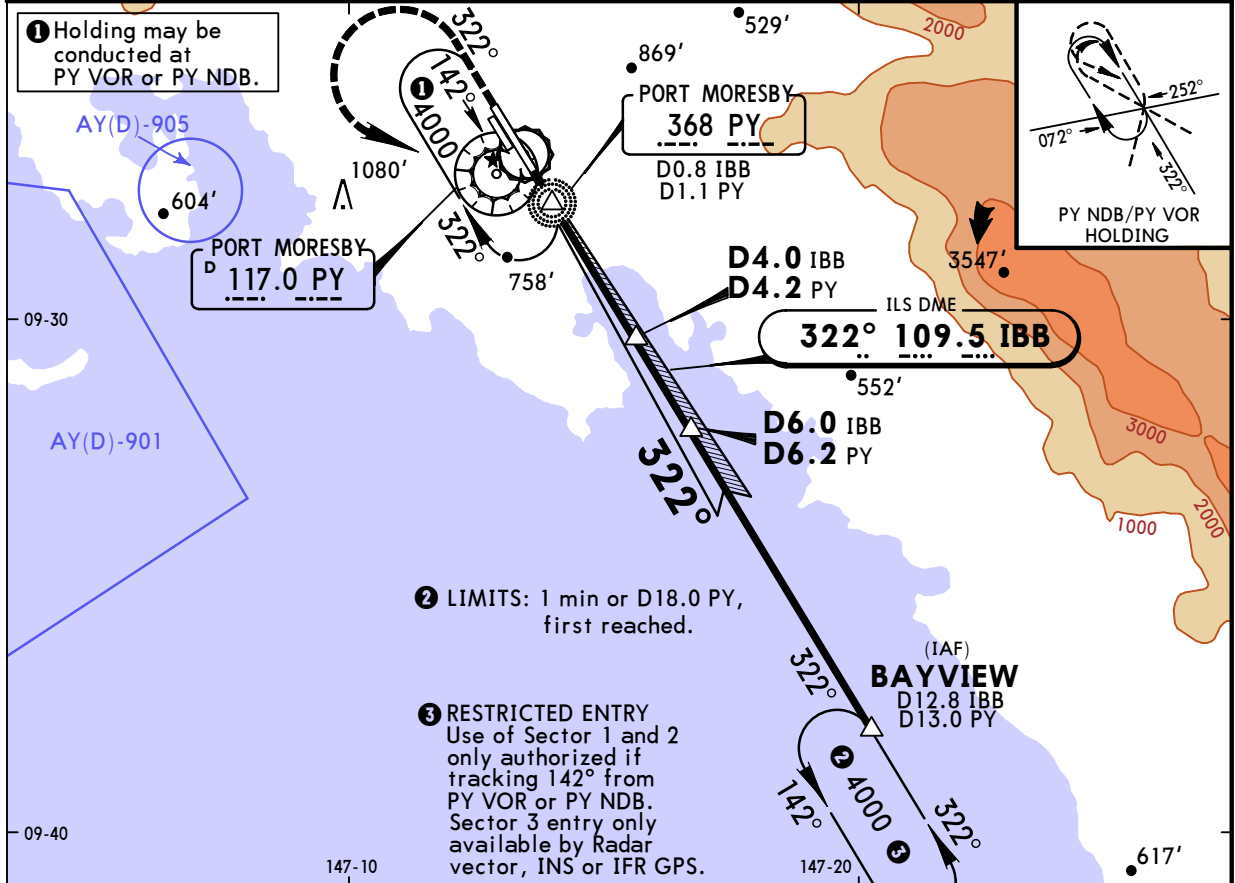 ❶ Holding may be
conducted at
PY VOR or PY NDB.
AY(D)-905
604'
1080'
322°
142°
❶ 4000
322°
529'
869'
PORT MORESBY
368 PY
D0.8 IBB
D1.1 PY
2000
252°
072°
322°
PY NDB/PY VOR
HOLDING
PORT MORESBY
D 117.0 PY
758'
D4.0 IBB
D4.2 PY
3547'
ILS DME
322° 109.5 IBB
552'
09-30
AY(D)-901
D6.0 IBB
D6.2 PY
322°
3000
2000
1000
❷ LIMITS: 1 min or D18.0 PY,
first reached.
(IAF)
BAYVIEW
D12.8 IBB
D13.0 PY
322°
❸ RESTRICTED ENTRY
Use of Sector 1 and 2
only authorized if
tracking 142° from
PY VOR or PY NDB.
Sector 3 entry only
available by Radar
vector, INS or IFR GPS.
❷ 4000 ❸
142°
322°
09-40
147-10
147-20
617'